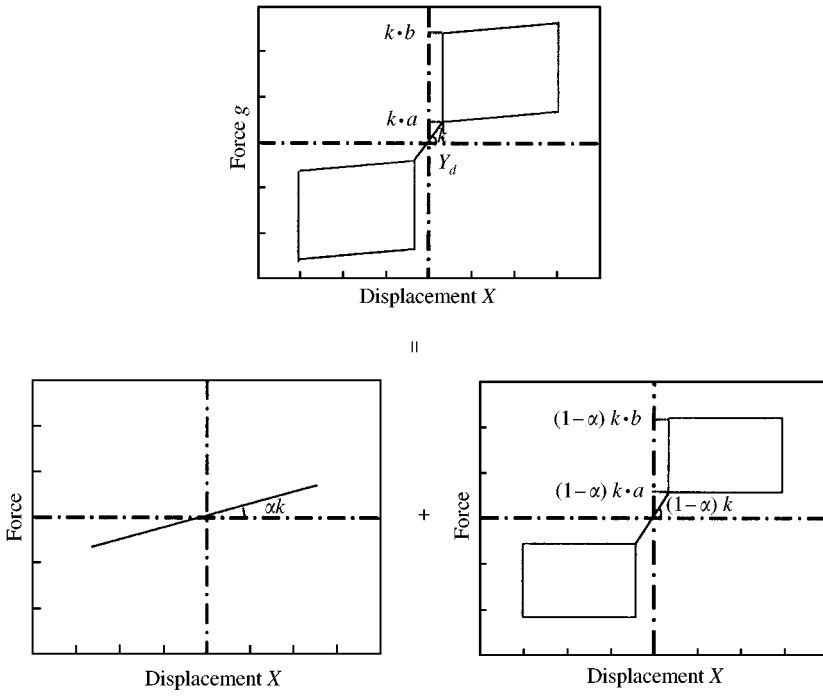 k•b
k•a
k
Y_d
Force g
Displacement X
=
(1−α) k•b
(1−α) k•a
(1−α) k
αk
Force
+
Force
Displacement X
Displacement X